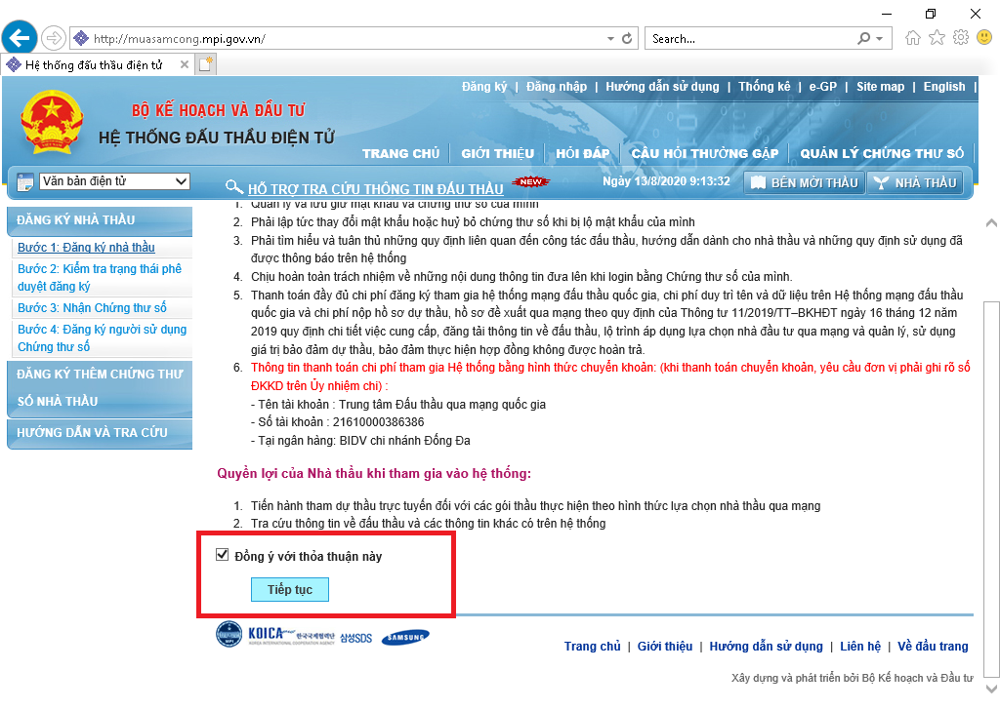 http://muasamcong.mpi.gov.vn/
Search...
Hệ thống đấu thầu điện tử
Đăng ký | Đăng nhập | Hướng dẫn sử dụng | Thống kê | e-GP | Site map | English |
BỘ KẾ HOẠCH VÀ ĐẦU TƯ
HỆ THỐNG ĐẤU THẦU ĐIỆN TỬ
TRANG CHỦ GIỚI THIỆU HỎI ĐÁP CÂU HỎI THƯỜNG GẶP QUẢN LÝ CHỨNG THƯ SỐ
Văn bản điện tử
HỖ TRỢ TRA CỨU THÔNG TIN ĐẤU THẦU
NEW
Ngày 13/8/2020 9:13:32
BÊN MỜI THẦU
NHÀ THẦU
ĐĂNG KÝ NHÀ THẦU
Bước 1: Đăng ký nhà thầu
Bước 2: Kiểm tra trạng thái phê
duyệt đăng ký
Bước 3: Nhận Chứng thư số
Bước 4: Đăng ký người sử dụng
Chứng thư số
ĐĂNG KÝ THÊM CHỨNG THƯ
SỐ NHÀ THẦU
HƯỚNG DẪN VÀ TRA CỨU
1. Quản lý và lưu giữ mật khẩu và chứng thư số của mình
2. Phải lập tức thay đổi mật khẩu hoặc huỷ bỏ chứng thư số khi bị lộ mật khẩu của mình
3. Phải tìm hiểu và tuân thủ những quy định liên quan đến công tác đấu thầu, hướng dẫn dành cho nhà thầu và những quy định sử dụng đã
được thông báo trên hệ thống
4. Chịu hoàn toàn trách nhiệm về những nội dung thông tin đưa lên khi login bằng Chứng thư số của mình.
5. Thanh toán đầy đủ chi phí đăng ký tham gia hệ thống mạng đấu thầu quốc gia, chi phí duy trì tên và dữ liệu trên Hệ thống mạng đấu thầu
quốc gia và chi phí nộp hồ sơ dự thầu, hồ sơ đề xuất qua mạng theo quy định của Thông tư 11/2019/TT–BKHĐT ngày 16 tháng 12 năm
2019 quy định chi tiết việc cung cấp, đăng tải thông tin về đấu thầu, lộ trình áp dụng lựa chọn nhà đầu tư qua mạng và quản lý, sử dụng
giá trị bảo đảm dự thầu, bảo đảm thực hiện hợp đồng không được hoàn trả.
6. Thông tin thanh toán chi phí tham gia Hệ thống bằng hình thức chuyển khoản: (khi thanh toán chuyển khoản, yêu cầu đơn vị phải ghi rõ số
ĐKKD trên Ủy nhiệm chi) :
- Tên tài khoản : Trung tâm Đấu thầu qua mạng quốc gia
- Số tài khoản : 21610000386386
- Tại ngân hàng: BIDV chi nhánh Đống Đa
Quyền lợi của Nhà thầu khi tham gia vào hệ thống:
1. Tiến hành tham dự thầu trực tuyến đối với các gói thầu thực hiện theo hình thức lựa chọn nhà thầu qua mạng
2. Tra cứu thông tin về đấu thầu và các thông tin khác có trên hệ thống
Đồng ý với thỏa thuận này
Tiếp tục
MPI KOICA 한국국제협력단 삼성SDS SAMSUNG
KOREA INTERNATIONAL COOPERATION AGENCY
Trang chủ | Giới thiệu | Hướng dẫn sử dụng | Liên hệ | Về đầu trang
Xây dựng và phát triển bởi Bộ Kế hoạch và Đầu tư